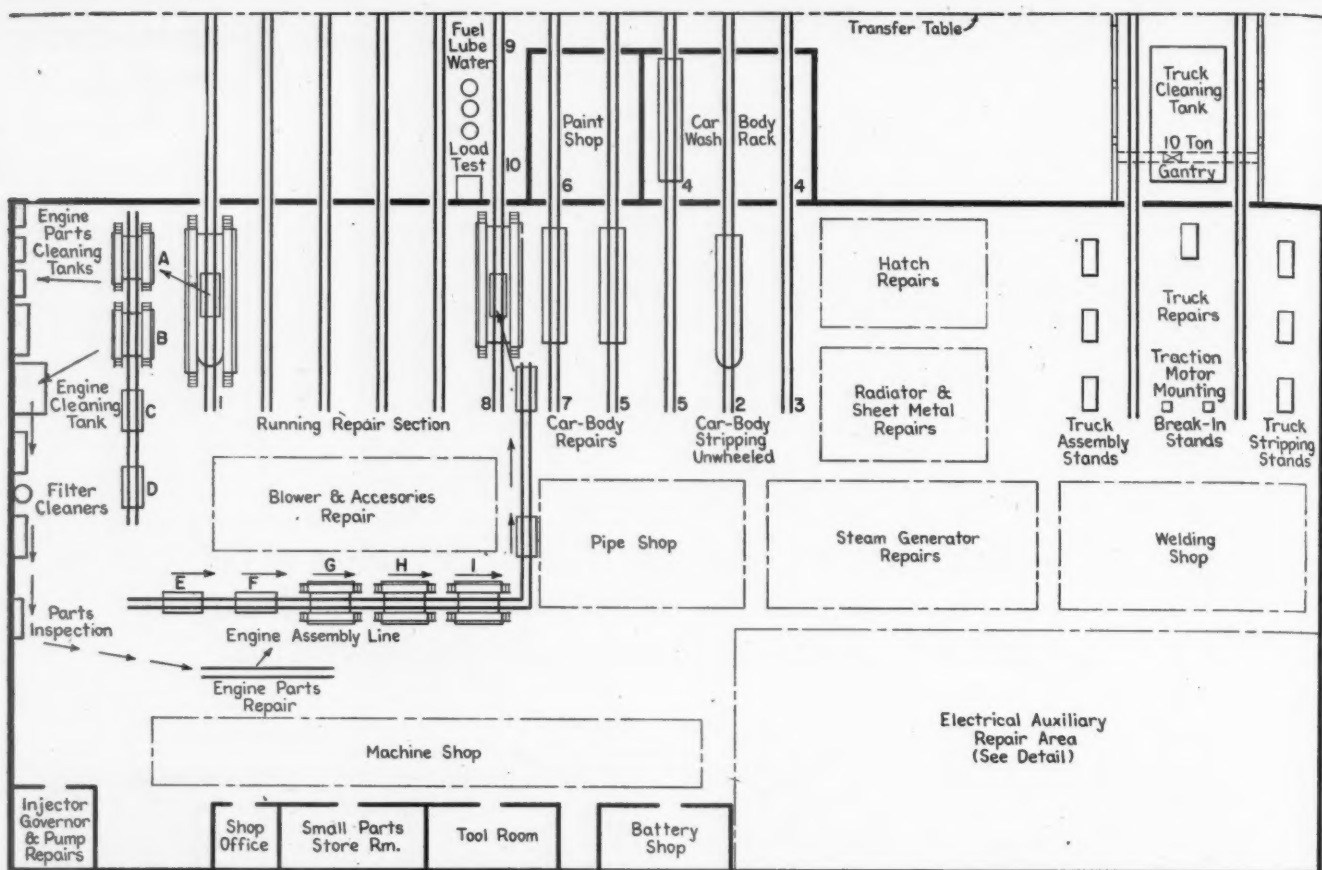 Transfer Table
Fuel
Lube
Water
9
Load
Test
10
Paint
Shop
6
Car
Wash
Body
Rack
4
4
Truck
Cleaning
Tank
10 Ton
Gantry
Engine
Parts
Cleaning
Tanks
A
B
C
D
Engine
Cleaning
Tank
Filter
Cleaners
Parts
Inspection
1
Running Repair Section
8
7
5
5
2
3
Car-Body
Repairs
Car-Body
Stripping
Unwheeled
Hatch
Repairs
Radiator &
Sheet Metal
Repairs
Truck
Repairs
Traction
Motor
Mounting
Truck
Assembly
Stands
Break-In
Stands
Truck
Stripping
Stands
Blower & Accesories
Repair
Pipe Shop
Steam Generator
Repairs
Welding
Shop
E
F
G
H
I
Engine Assembly Line
Engine Parts
Repair
Machine Shop
Electrical Auxiliary
Repair Area
(See Detail)
Injector
Governor
& Pump
Repairs
Shop
Office
Small Parts
Store Rm.
Tool Room
Battery
Shop